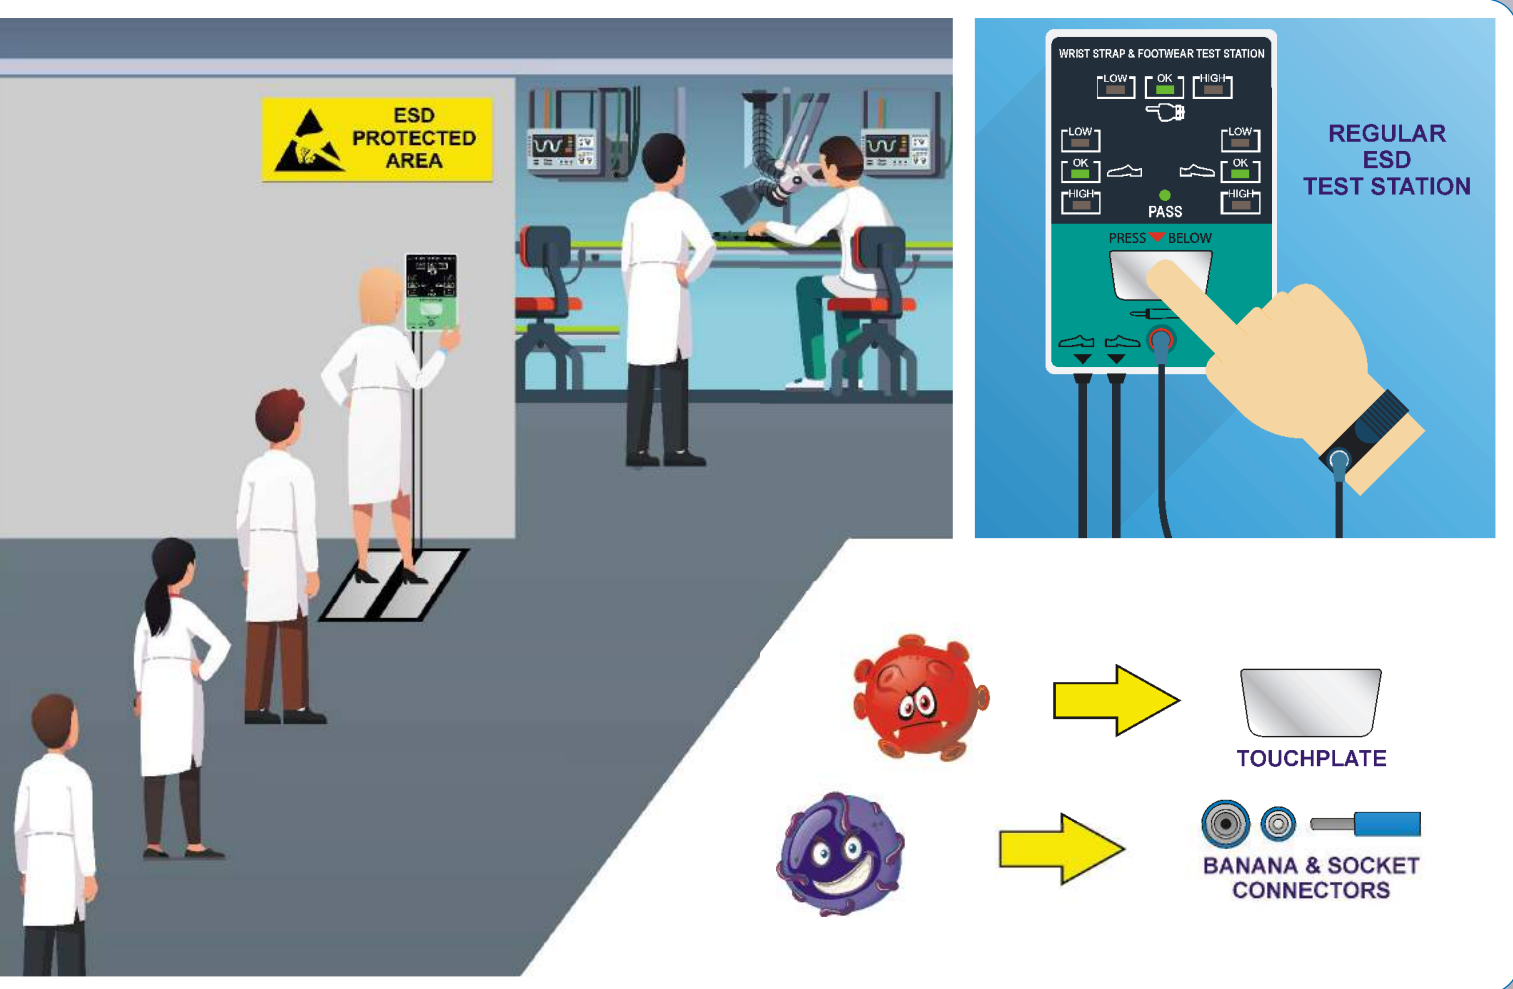 ESD
PROTECTED
AREA
WRIST STRAP & FOOTWEAR TEST STATION
LOW OK HIGH
LOW LOW
OK OK
HIGH HIGH
PASS
PRESS BELOW
REGULAR
ESD
TEST STATION
TOUCHPLATE
BANANA & SOCKET
CONNECTORS